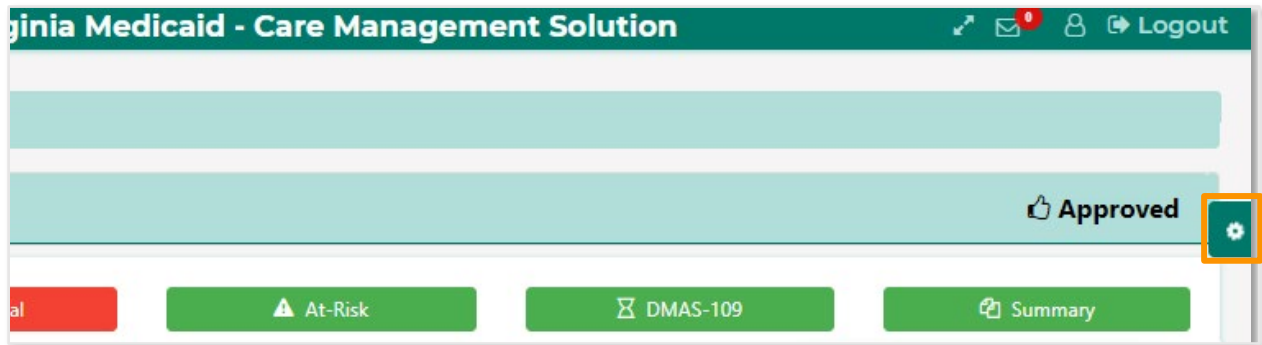 ginia Medicaid - Care Management Solution 0 Logout
Approved
al At-Risk DMAS-109 Summary